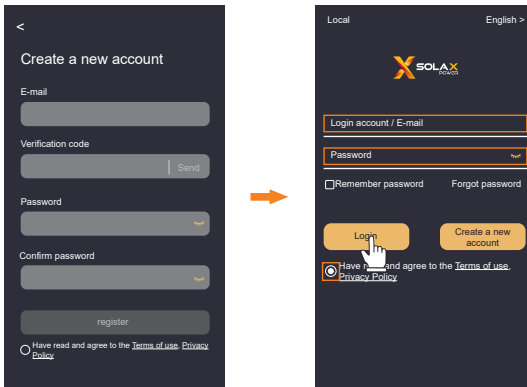 <
Create a new account
E-mail
Verification code
Send
Password
Confirm password
register
Have read and agree to the Terms of use, Privacy
Policy
Local English >
SOLAX
POWER
Login account / E-mail
Password
Remember password Forgot password
Login
Create a new
account
Have and agree to the Terms of use,
Privacy Policy